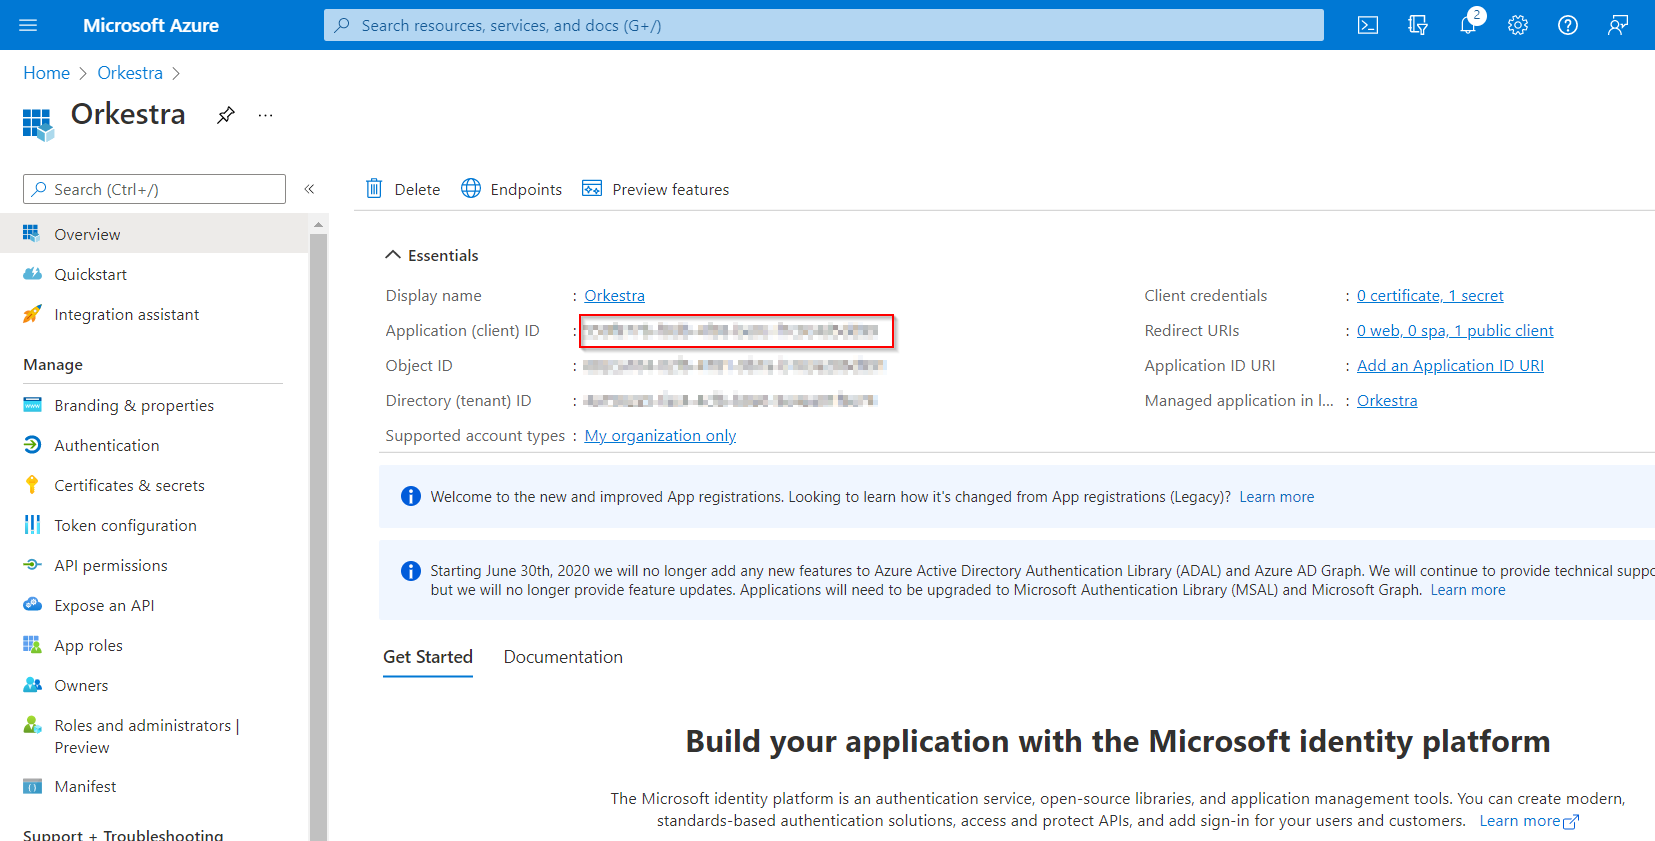 Microsoft Azure
Search resources, services, and docs (G+/)
2
Home > Orkestra >
Orkestra
...
Search (Ctrl+/)
«
Overview
Quickstart
Integration assistant
Manage
Branding & properties
Authentication
Certificates & secrets
Token configuration
API permissions
Expose an API
App roles
Owners
Roles and administrators |
Preview
Manifest
Support + Troubleshooting
Delete
Endpoints
Preview features
Essentials
Display name : Orkestra
Application (client) ID :
Object ID :
Directory (tenant) ID :
Supported account types : My organization only
Client credentials : 0 certificate, 1 secret
Redirect URIs : 0 web, 0 spa, 1 public client
Application ID URI : Add an Application ID URI
Managed application in l... : Orkestra
Welcome to the new and improved App registrations. Looking to learn how it's changed from App registrations (Legacy)? Learn more
Starting June 30th, 2020 we will no longer add any new features to Azure Active Directory Authentication Library (ADAL) and Azure AD Graph. We will continue to provide technical suppo
but we will no longer provide feature updates. Applications will need to be upgraded to Microsoft Authentication Library (MSAL) and Microsoft Graph. Learn more
Get Started
Documentation
Build your application with the Microsoft identity platform
The Microsoft identity platform is an authentication service, open-source libraries, and application management tools. You can create modern,
standards-based authentication solutions, access and protect APIs, and add sign-in for your users and customers. Learn more